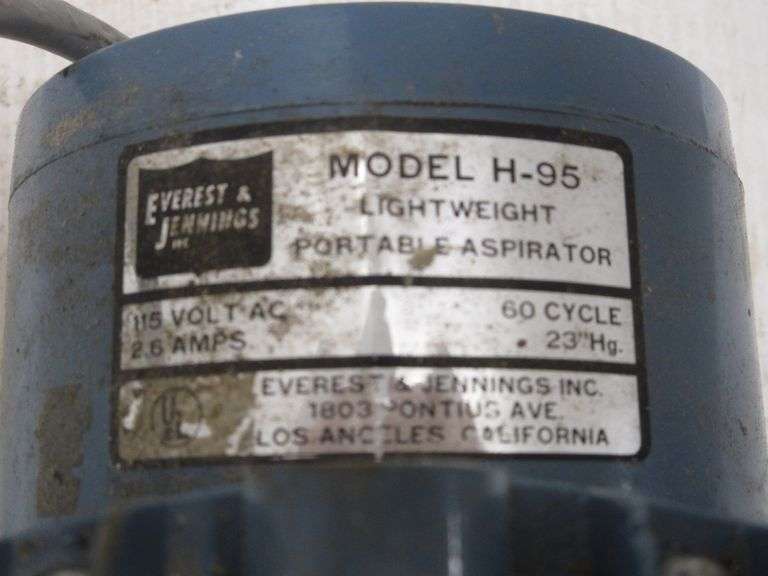 EVEREST &
JENNINGS
INC.
MODEL H-95
LIGHTWEIGHT
PORTABLE ASPIRATOR
115 VOLT AC
60 CYCLE
2.6 AMPS
23"Hg.
UL
EVEREST & JENNINGS INC.
1803 PONTIUS AVE.
LOS ANGELES CALIFORNIA